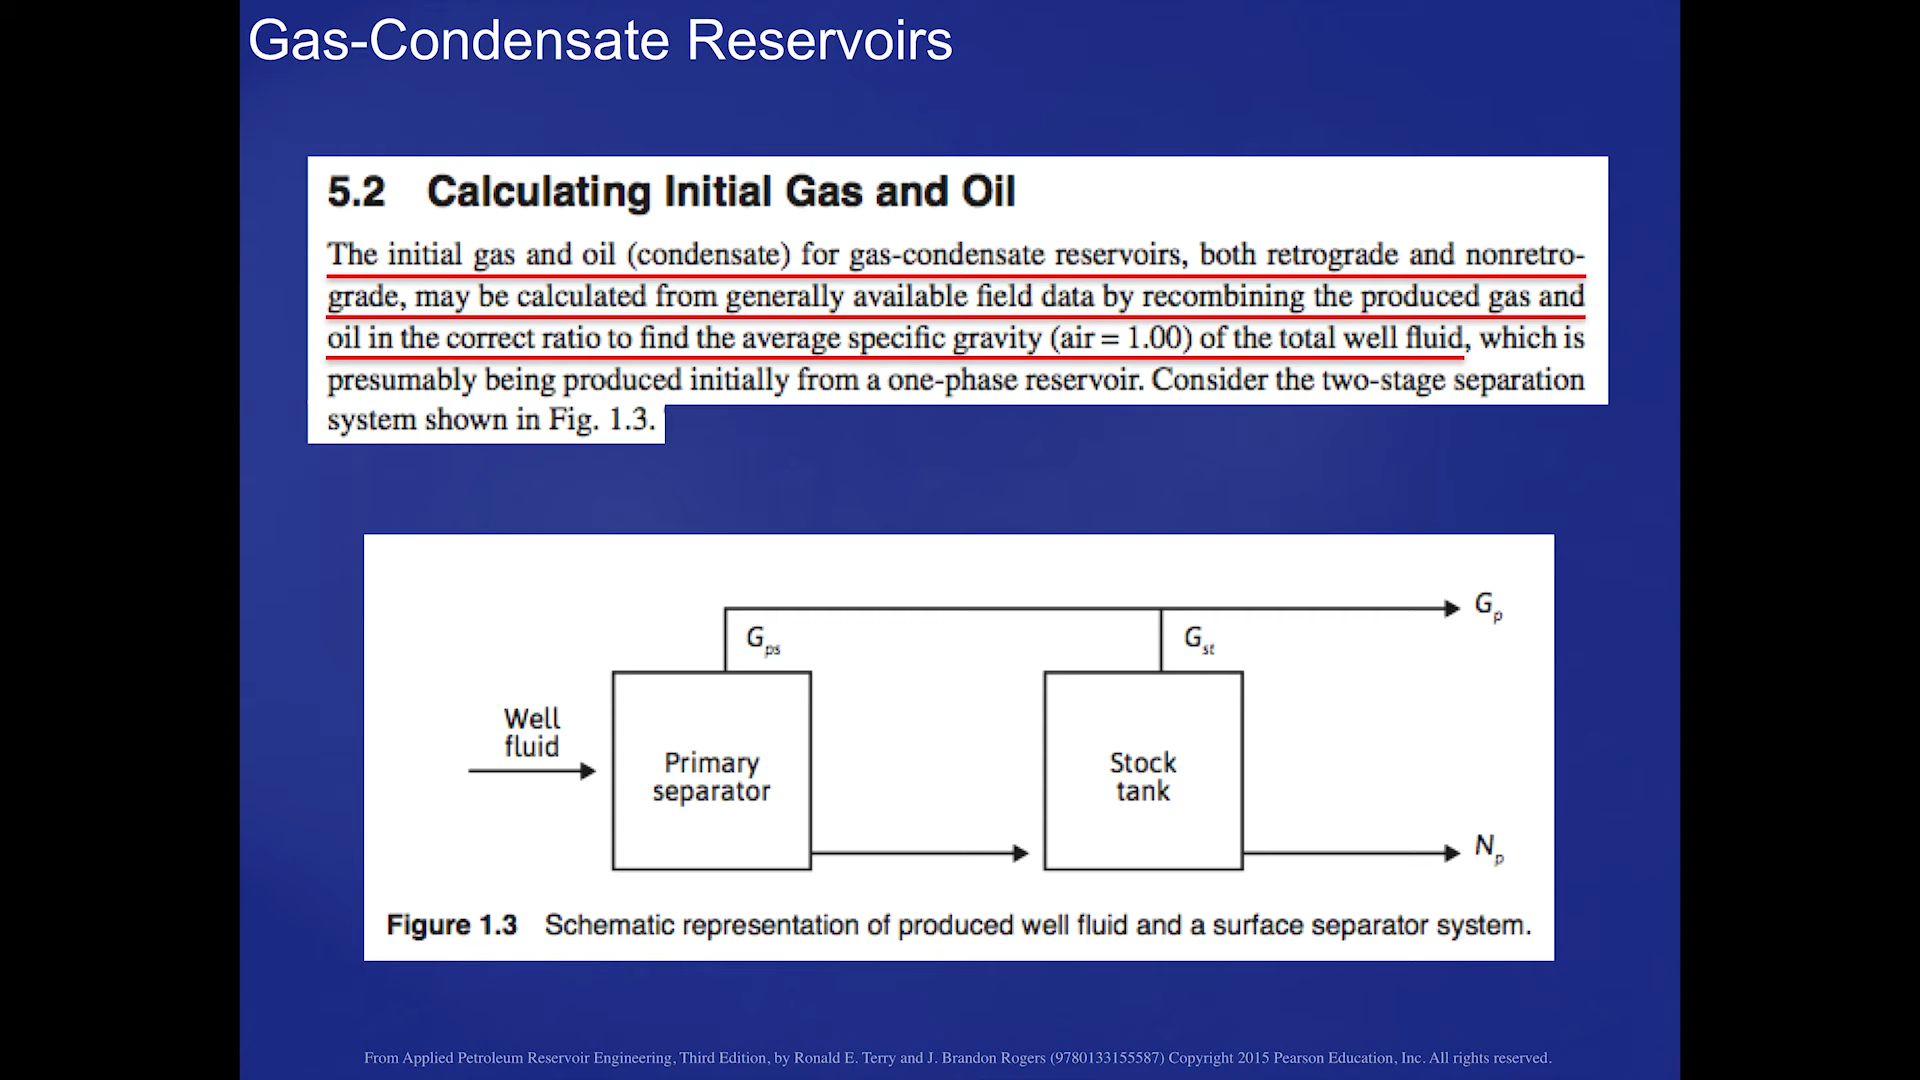 Gas-Condensate Reservoirs
5.2 Calculating Initial Gas and Oil
The initial gas and oil (condensate) for gas-condensate reservoirs, both retrograde and nonretro-
grade, may be calculated from generally available field data by recombining the produced gas and
oil in the correct ratio to find the average specific gravity (air = 1.00) of the total well fluid, which is
presumably being produced initially from a one-phase reservoir. Consider the two-stage separation
system shown in Fig. 1.3.
Gp
Gps
Gst
Well
fluid
Primary
separator
Stock
tank
Np
Figure 1.3 Schematic representation of produced well fluid and a surface separator system.
From Applied Petroleum Reservoir Engineering, Third Edition, by Ronald E. Terry and J. Brandon Rogers (9780133155587) Copyright 2015 Pearson Education, Inc. All rights reserved.